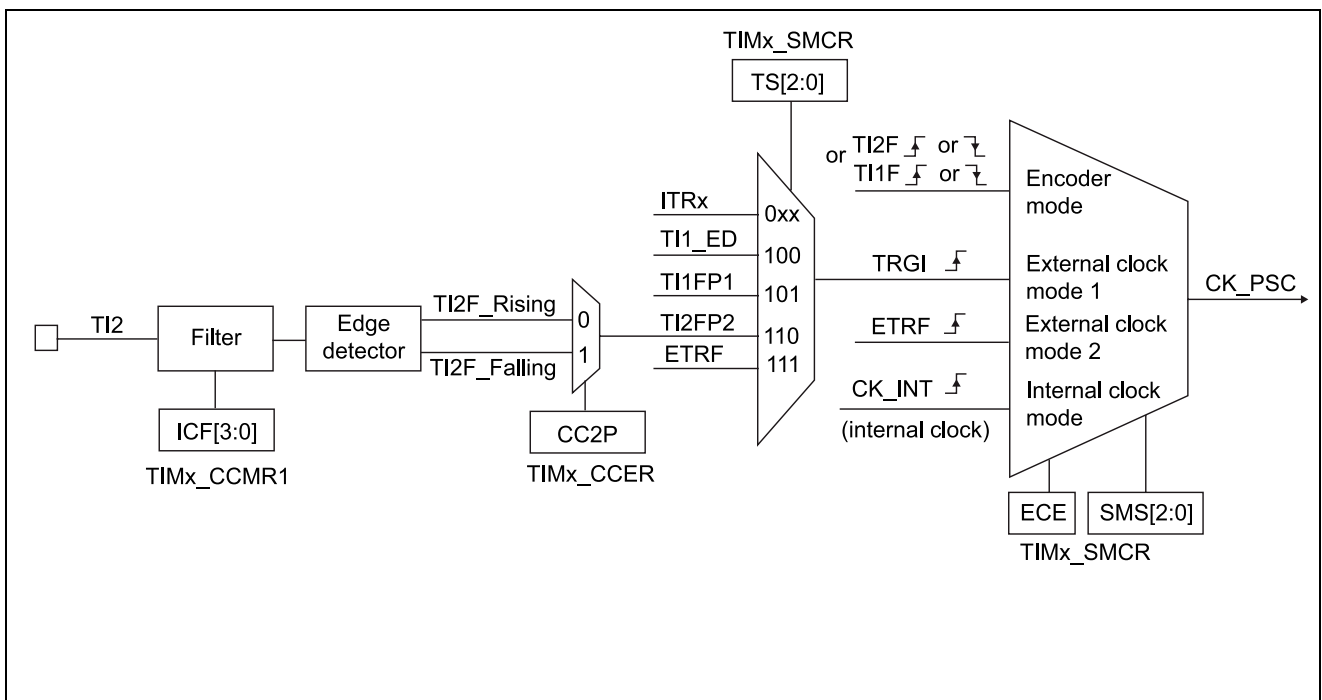 TIMx_SMCR
TS[2:0]
or TI2F or
TI1F or
Encoder
mode
ITRx
0xx
TI1_ED
100
TRGI
External clock
mode 1
CK_PSC
TI1FP1
101
TI2F_Rising
0
TI2
Filter
Edge
detector
TI2FP2
110
ETRF
External clock
mode 2
TI2F_Falling
1
ETRF
111
CK_INT
(internal clock)
Internal clock
mode
ICF[3:0]
TIMx_CCMR1
CC2P
TIMx_CCER
ECE
SMS[2:0]
TIMx_SMCR